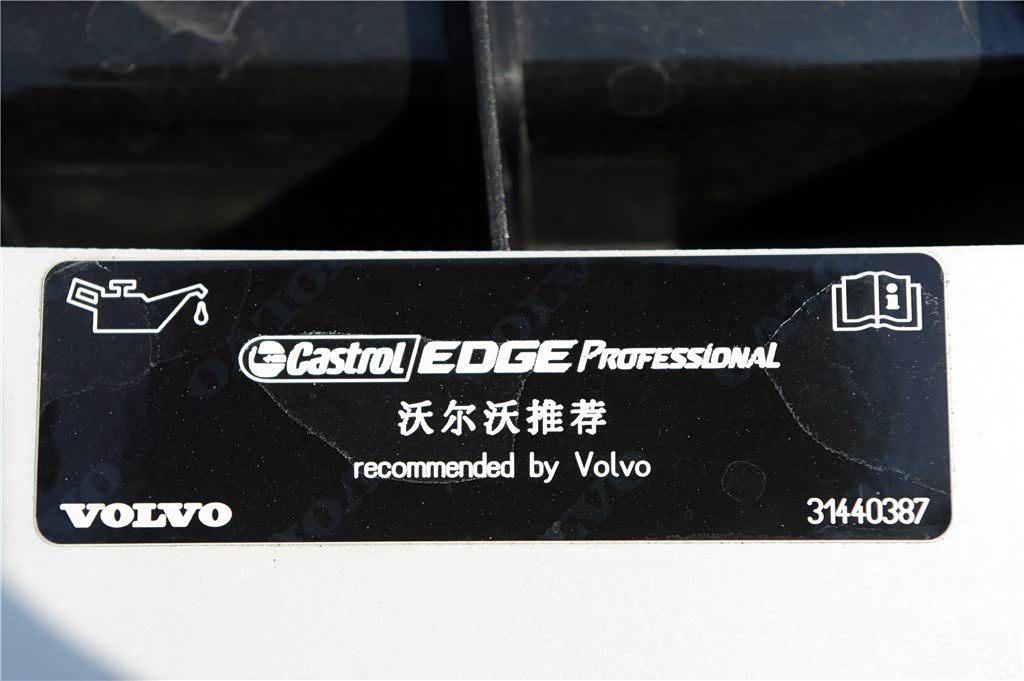 Castrol EDGE PROFESSIONAL
沃尔沃推荐
recommended by Volvo
VOLVO
31440387